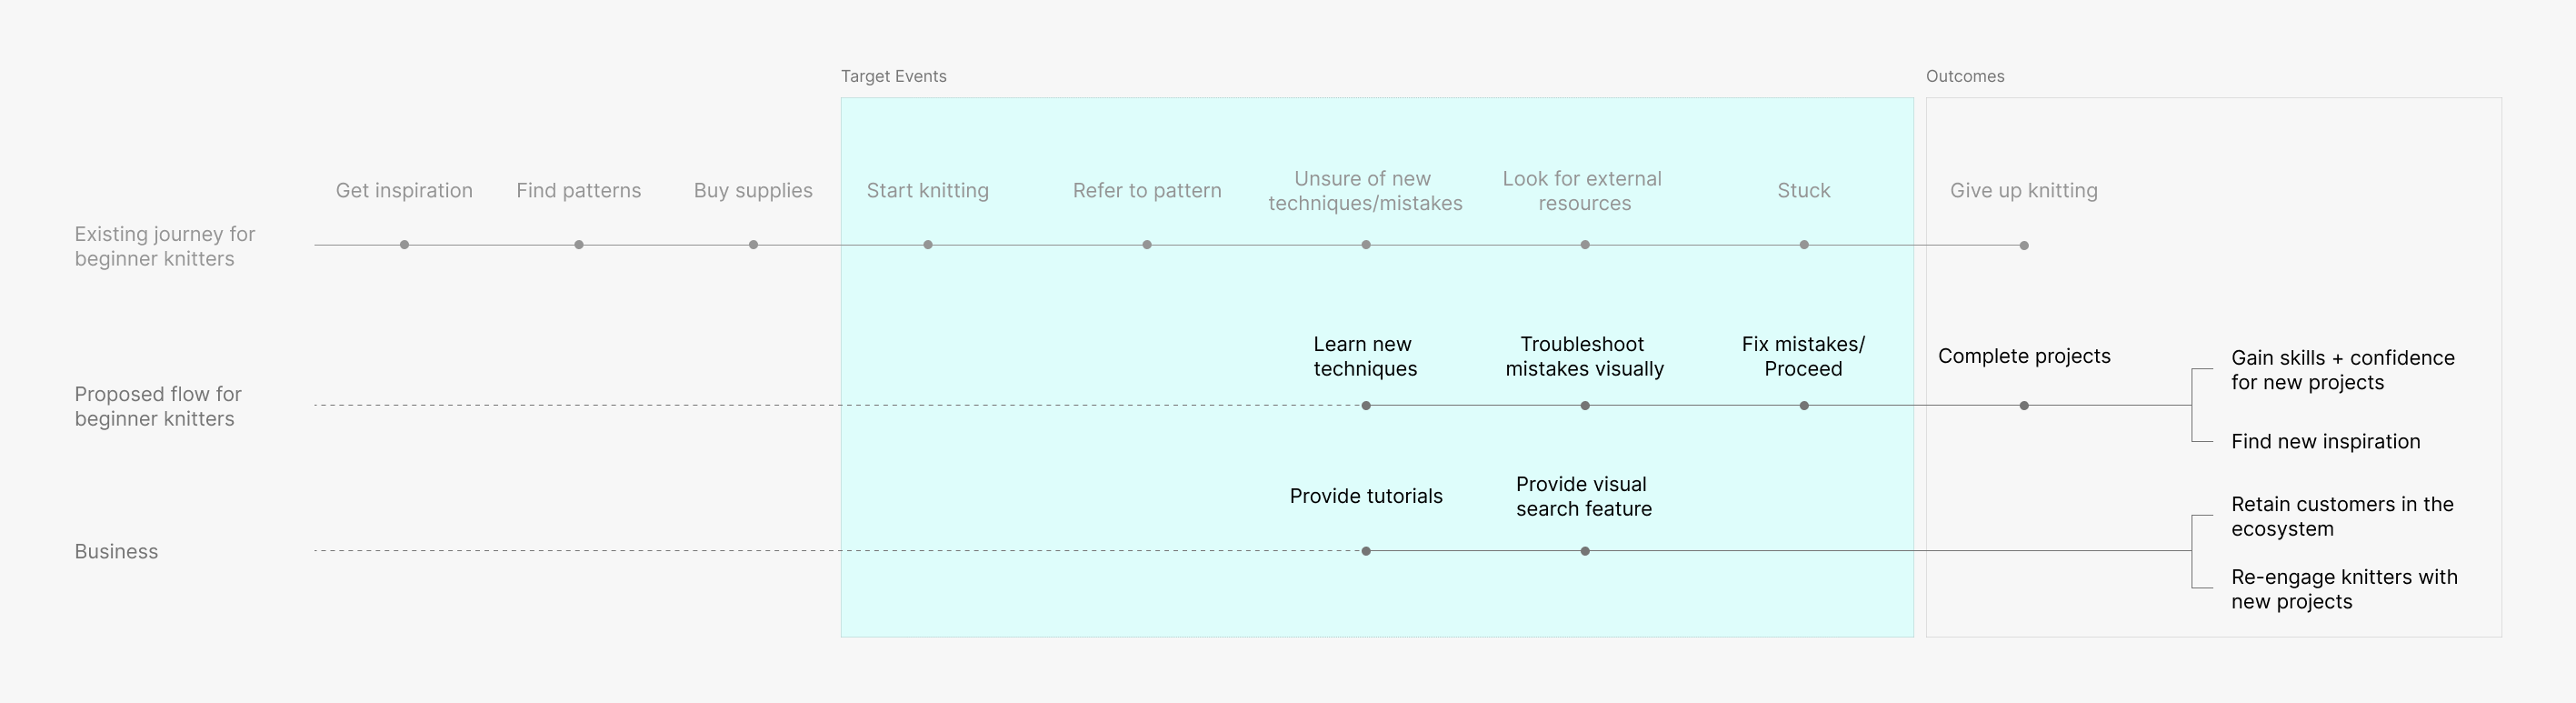 Target Events
Outcomes
Get inspiration
Find patterns
Buy supplies
Start knitting
Refer to pattern
Unsure of new
techniques/mistakes
Look for external
resources
Stuck
Give up knitting
Existing journey for
beginner knitters
Learn new
techniques
Troubleshoot
mistakes visually
Fix mistakes/
Proceed
Complete projects
Gain skills + confidence
for new projects
Find new inspiration
Proposed flow for
beginner knitters
Provide tutorials
Provide visual
search feature
Retain customers in the
ecosystem
Re-engage knitters with
new projects
Business